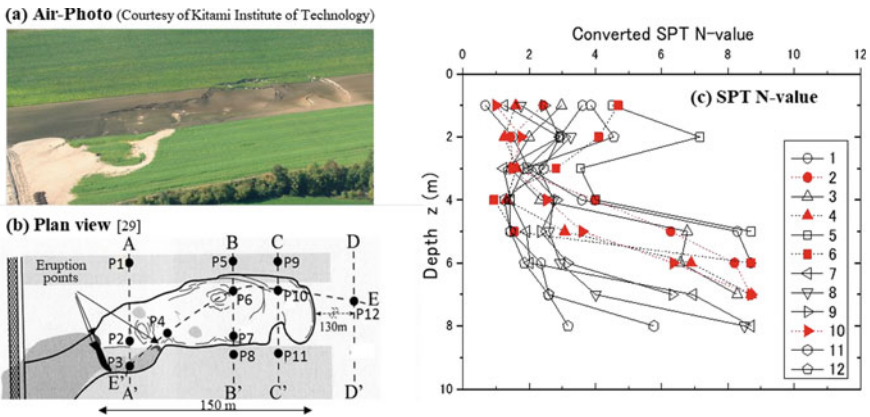 (a) Air-Photo (Courtesy of Kitami Institute of Technology)
(b) Plan view [29]
A B C D
Eruption
points
P1 P5 P9
P6 P10 E
P12
P4
130m
P2 P7
P3 P8 P11
E'
A' B' C' D'
150 m
Converted SPT N-value
0 2 4 6 8 10 12
(c) SPT N-value
Depth z (m)
0
2
4
6
8
10
1
2
3
4
5
6
7
8
9
10
11
12